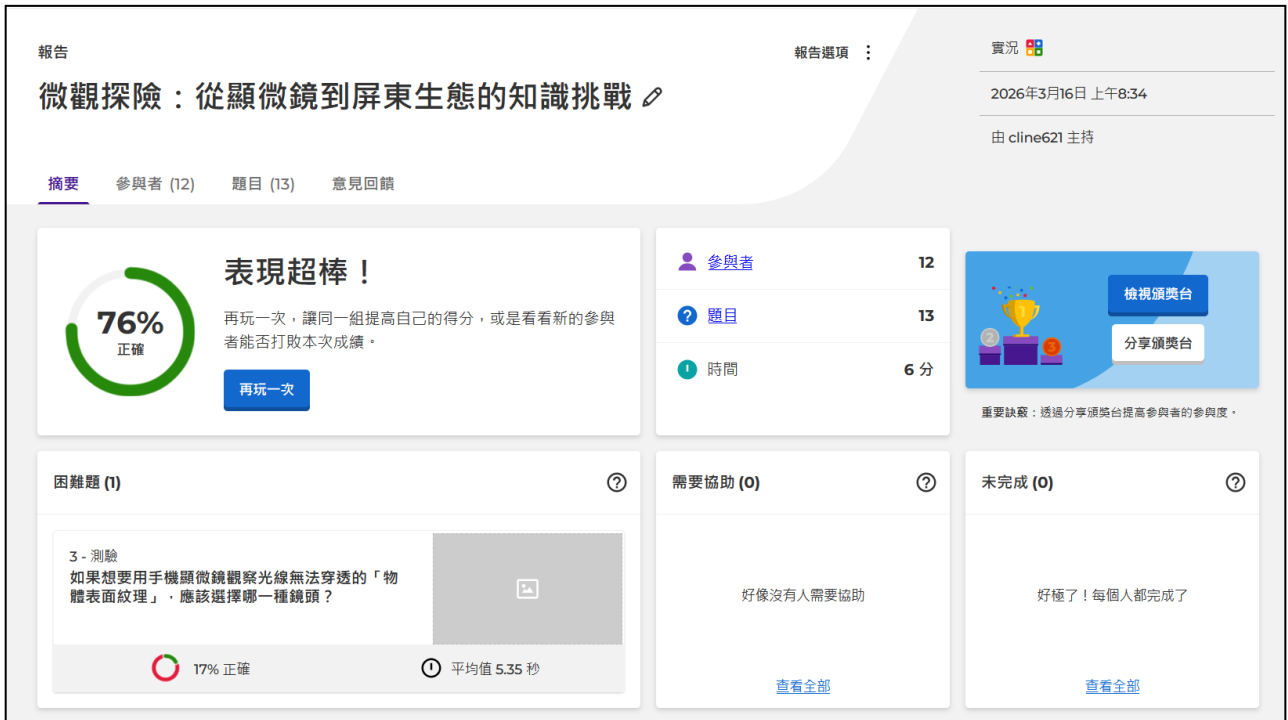 報告
報告選項
微觀探險：從顯微鏡到屏東生態的知識挑戰
摘要
參與者 (12)
題目 (13)
意見回饋
實況
2026年3月16日 上午8:34
由 cline621 主持
76%
正確
表現超棒！
再玩一次，讓同一組提高自己的得分，或是看看新的參與
者能否打敗本次成績。
再玩一次
參與者 12
題目 13
時間 6 分
檢視頒獎台
分享頒獎台
重要訣竅：透過分享頒獎台提高參與者的參與度。
困難題 (1)
3 - 測驗
如果想要用手機顯微鏡觀察光線無法穿透的「物
體表面紋理」，應該選擇哪一種鏡頭？
17% 正確
平均值 5.35 秒
需要協助 (0)
好像沒有人需要協助
查看全部
未完成 (0)
好極了！每個人都完成了
查看全部